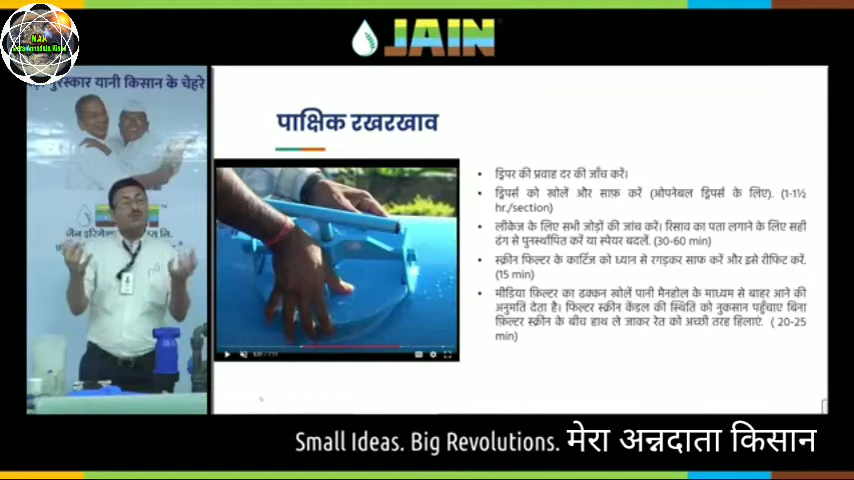 JAIN
पुरस्कार यानी किसान के चेहरे
पाक्षिक रखरखाव
• ड्रिपर की प्रवाह दर की जाँच करें।
• ड्रिपर्स को खोलें और साफ़ करें (ओपनेबल ड्रिपर्स के लिए). (1-1½
hr./section)
• लीकेज के लिए सभी जोड़ों की जांच करें। रिसाव का पता लगाने के लिए सही
ढंग से पुनर्स्थापित करें या स्पेयर बदलें. (30-60 min)
• स्क्रीन फिल्टर के कार्टिज को ध्यान से रगड़कर साफ करें और इसे रीफिट करें.
(15 min)
• मीडिया फ़िल्टर का ढक्कन खोलें पानी मैनहोल के माध्यम से बाहर आने की
अनुमति देता है। फिल्टर स्क्रीन कैंडल की स्थिति को नुकसान पहुँचाए बिना
फ़िल्टर स्क्रीन के बीच हाथ ले जाकर रेत को अच्छी तरह हिलाएं. ( 20-25
min)
Small Ideas. Big Revolutions. मेरा अन्नदाता किसान